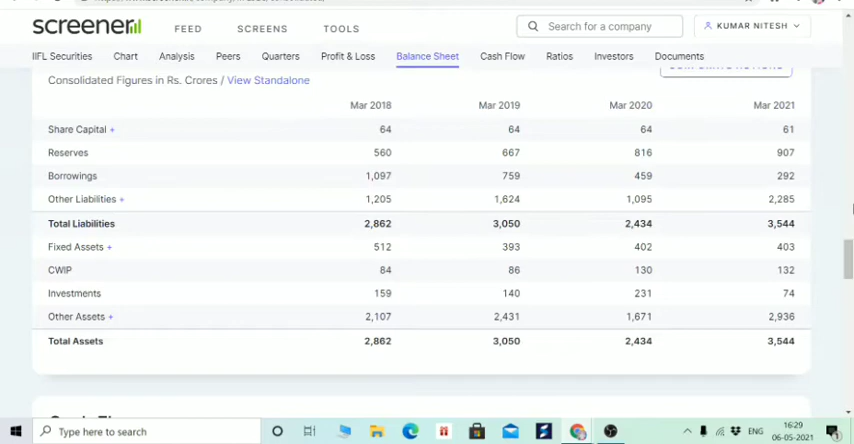 screener
FEED SCREENS TOOLS
Search for a company
KUMAR NITESH
IIFL Securities Chart Analysis Peers Quarters Profit & Loss Balance Sheet Cash Flow Ratios Investors Documents
Consolidated Figures in Rs. Crores / View Standalone
Mar 2018 Mar 2019 Mar 2020 Mar 2021
Share Capital + 64 64 64 61
Reserves 560 667 816 907
Borrowings 1,097 759 459 292
Other Liabilities + 1,205 1,624 1,095 2,285
Total Liabilities 2,862 3,050 2,434 3,544
Fixed Assets + 512 393 402 403
CWIP 84 86 130 132
Investments 159 140 231 74
Other Assets + 2,107 2,431 1,671 2,936
Total Assets 2,862 3,050 2,434 3,544
Type here to search
ENG
16:29
06-05-2021